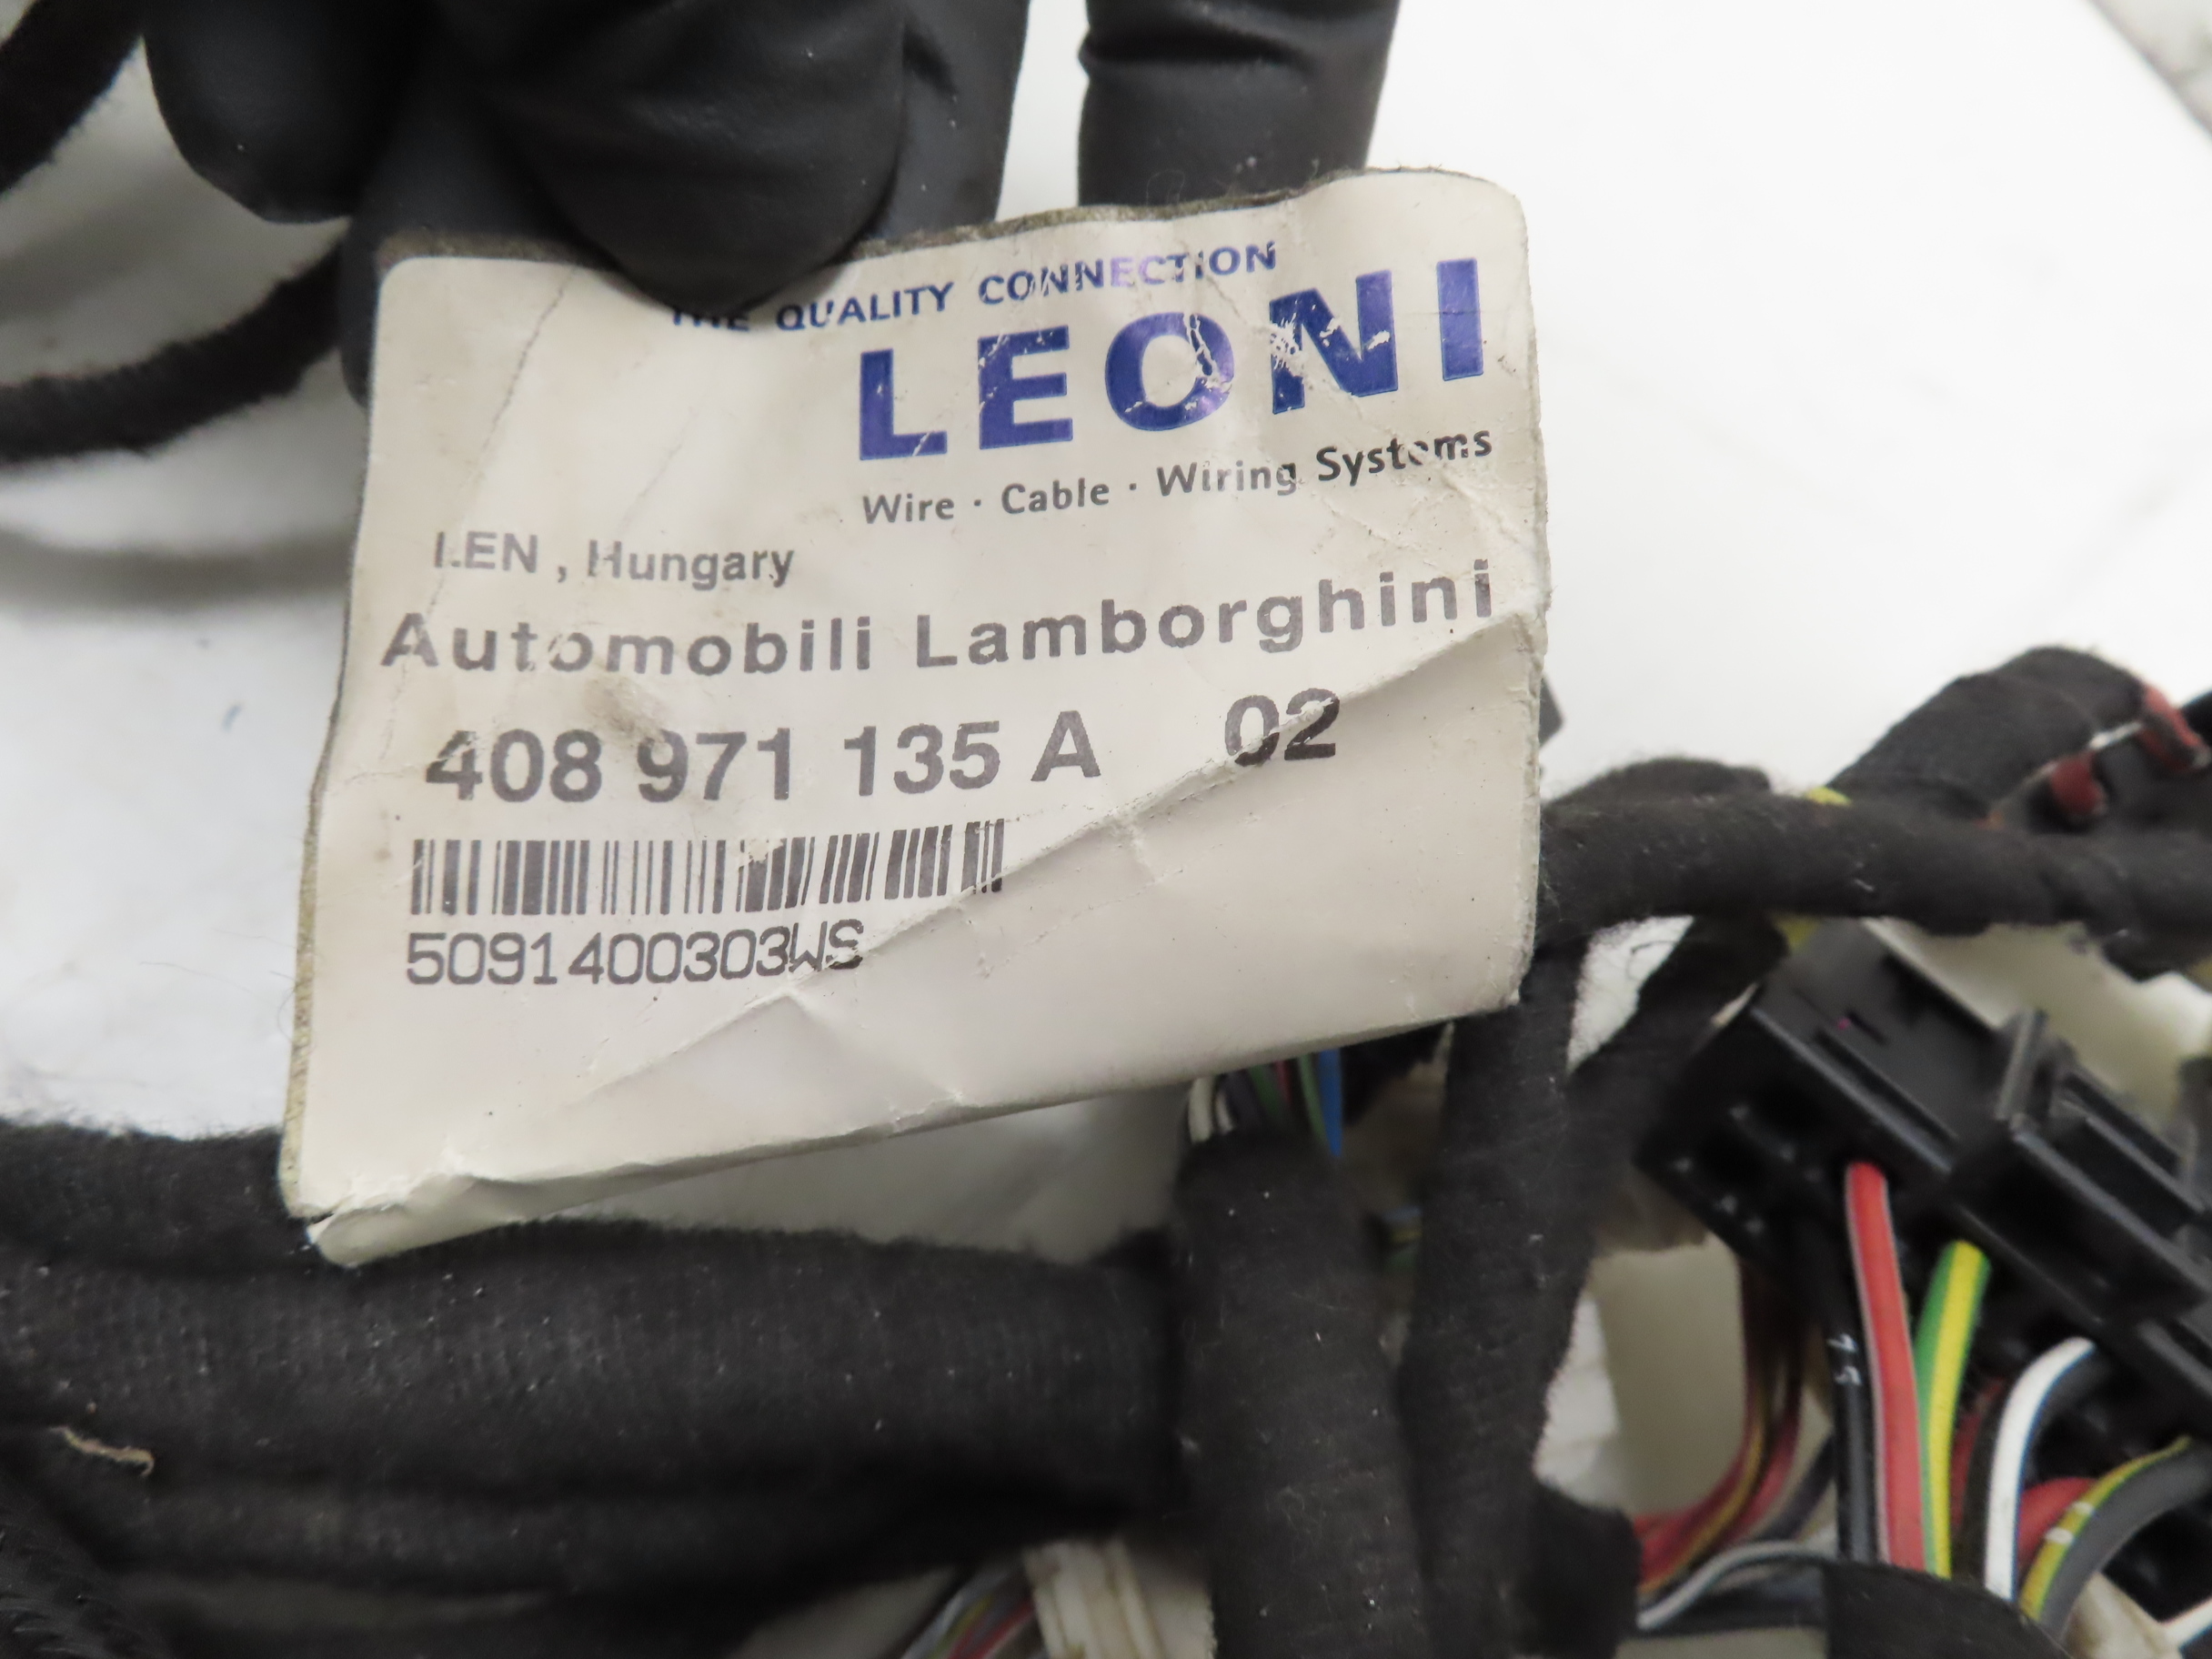 THE QUALITY CONNECTION
LEONI
Wire · Cable · Wiring Systems
LEN , Hungary
Automobili Lamborghini
408 971 135 A 02
5091400303WS